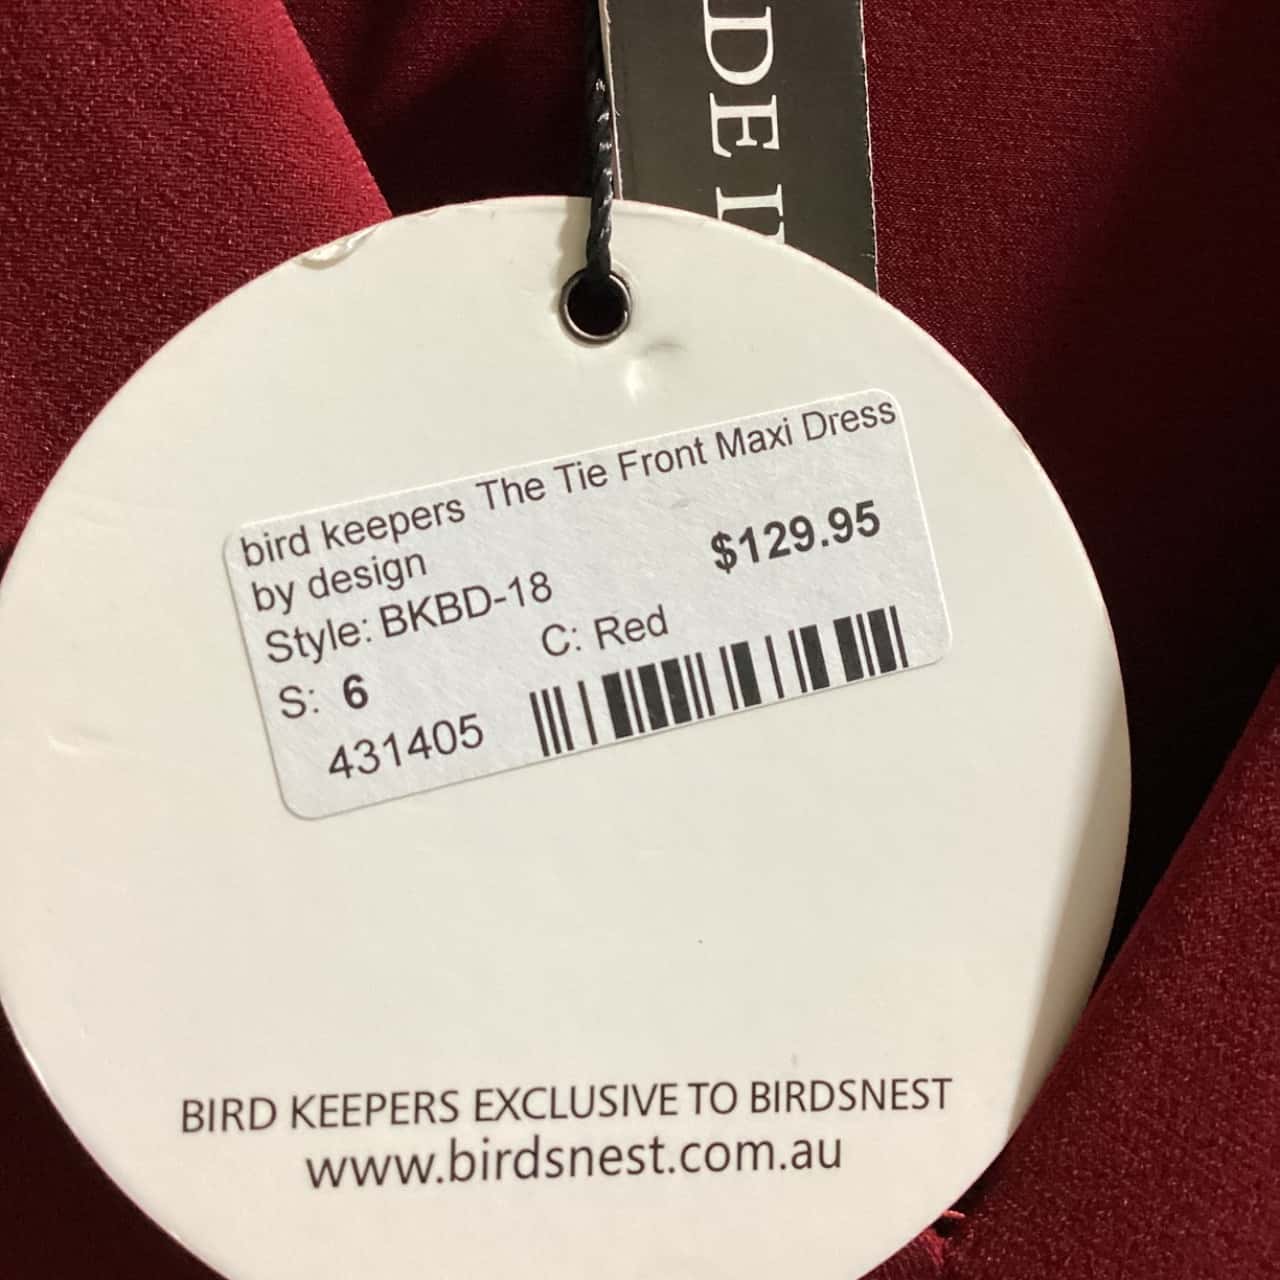 DE I
bird keepers The Tie Front Maxi Dress
by design
$129.95
Style: BKBD-18
C: Red
S: 6
431405
BIRD KEEPERS EXCLUSIVE TO BIRDSNEST
www.birdsnest.com.au